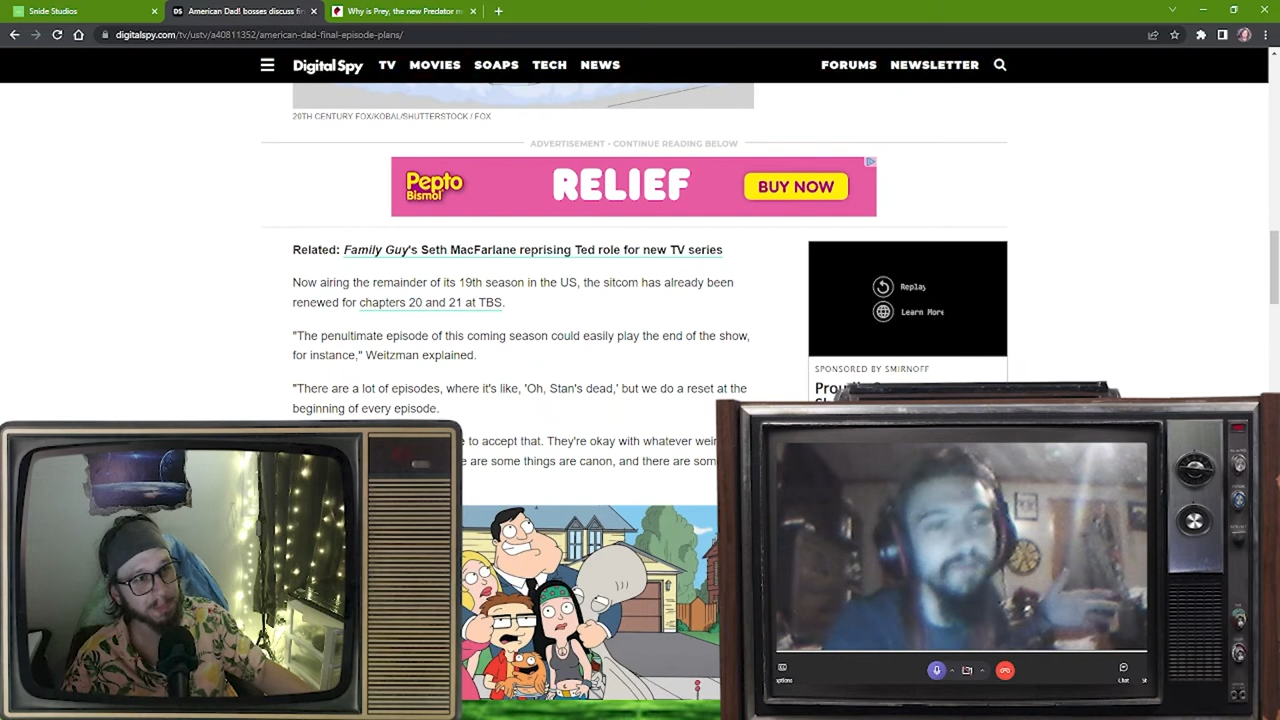 Snide Studios
American Dad! bosses discuss fin
Why is Prey, the new Predator m
digitalspy.com/tv/ustv/a40811352/american-dad-final-episode-plans/
Digital Spy TV MOVIES SOAPS TECH NEWS FORUMS NEWSLETTER
20TH CENTURY FOX/KOBAL/SHUTTERSTOCK / FOX
ADVERTISEMENT - CONTINUE READING BELOW
Pepto Bismol RELIEF BUY NOW
Related: Family Guy's Seth MacFarlane reprising Ted role for new TV series
Now airing the remainder of its 19th season in the US, the sitcom has already been
renewed for chapters 20 and 21 at TBS.
"The penultimate episode of this coming season could easily play the end of the show,
for instance," Weitzman explained.
"There are a lot of episodes, where it's like, 'Oh, Stan's dead,' but we do a reset at the
beginning of every episode.
to accept that. They're okay with whatever weir
are some things are canon, and there are som
Replay
Learn More
SPONSORED BY SMIRNOFF
Chat